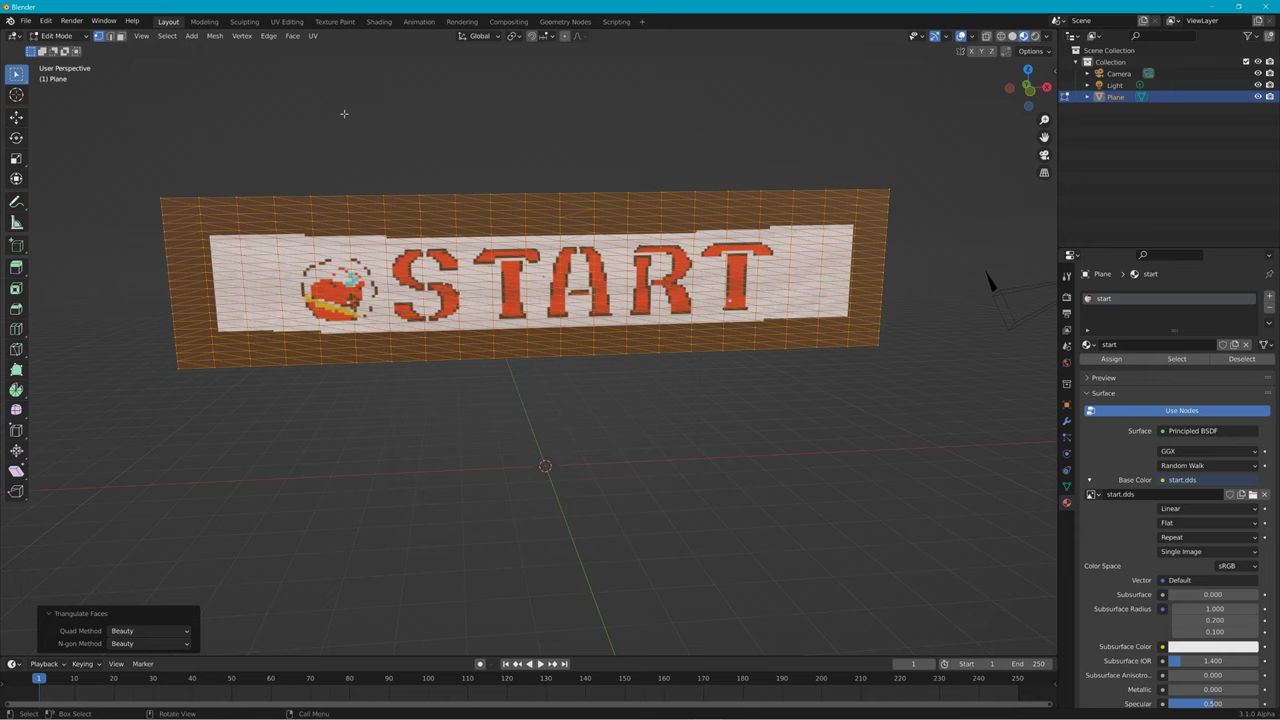 Blender
File Edit Render Window Help Layout Modeling Sculpting UV Editing Texture Paint Shading Animation Rendering Compositing Geometry Nodes Scripting + Scene ViewLayer
Edit Mode View Select Add Mesh Vertex Edge Face UV Global
X Y Z Options
User Perspective
(1) Plane
Z
X
Y
START
Scene Collection
Collection
Camera
Light
Plane
Plane start
start
start
Assign Select Deselect
Preview
Surface
Use Nodes
Surface Principled BSDF
GGX
Random Walk
Base Color start.dds
start.dds
Linear
Flat
Repeat
Single Image
Color Space sRGB
Vector Default
Subsurface 0.000
Subsurface Radius 1.000
0.200
0.100
Subsurface Color
Subsurface IOR 1.400
Subsurface Anisotro... 0.000
Metallic 0.000
Specular 0.500
Triangulate Faces
Quad Method Beauty
N-gon Method Beauty
Playback Keying View Marker 1 Start 1 End 250
1 10 20 30 40 50 60 70 80 90 100 110 120 130 140 150 160 170 180 190 200 210 220 230 240 250
Select Box Select Rotate View Call Menu 3.1.0 Alpha